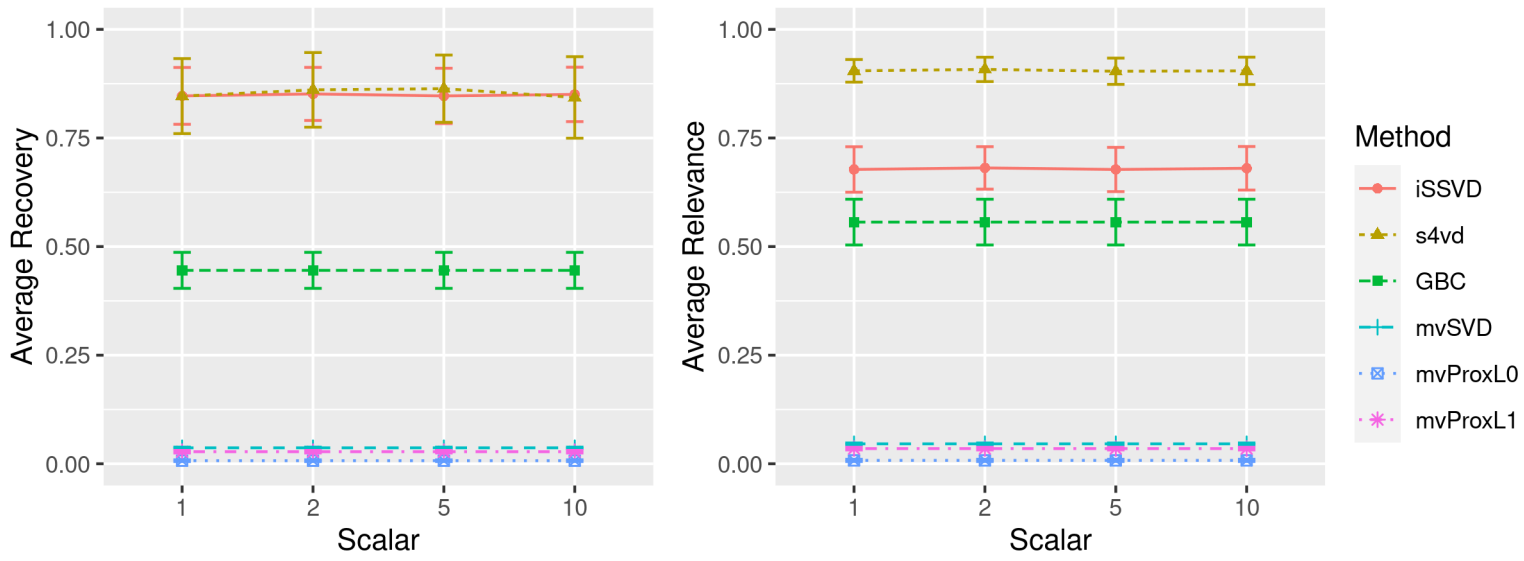 Average Recovery
1.00
0.75
0.50
0.25
0.00
1 2 5 10
Scalar
Average Relevance
1.00
0.75
0.50
0.25
0.00
1 2 5 10
Scalar
Method
iSSVD
s4vd
GBC
mvSVD
mvProxL0
mvProxL1